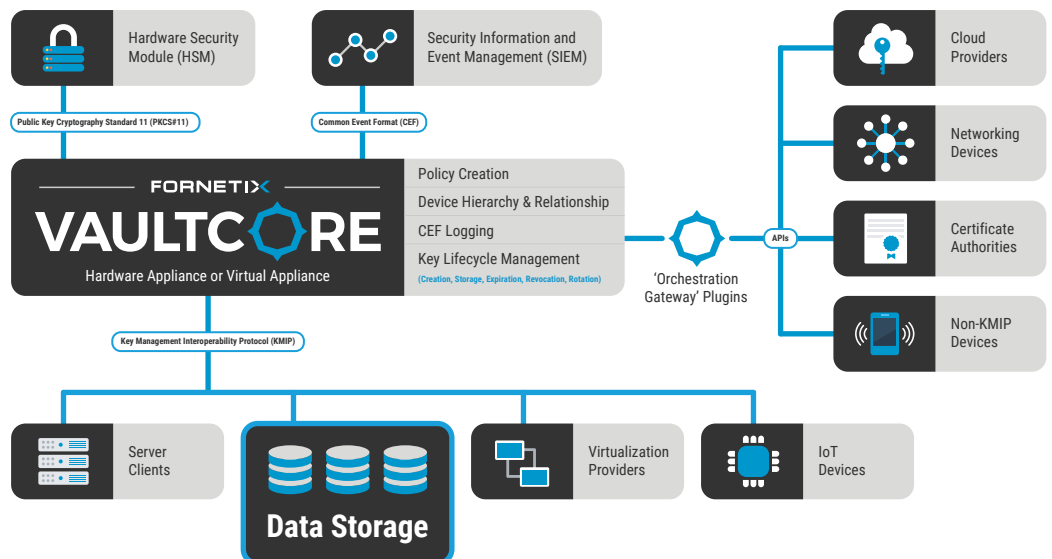 Hardware Security
Module (HSM)
Security Information and
Event Management (SIEM)
Cloud
Providers
Public Key Cryptography Standard 11 (PKCS#11)
Common Event Format (CEF)
Networking
Devices
FORNETIX
VAULTCORE
Hardware Appliance or Virtual Appliance
Policy Creation
Device Hierarchy & Relationship
CEF Logging
Key Lifecycle Management
(Creation, Storage, Expiration, Revocation, Rotation)
'Orchestration
Gateway' Plugins
APIs
Certificate
Authorities
Non-KMIP
Devices
Key Management Interoperability Protocol (KMIP)
Server
Clients
Data Storage
Virtualization
Providers
IoT
Devices